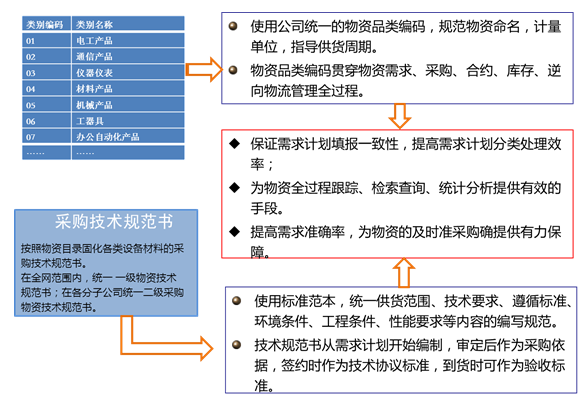 类别编码 类别名称
01 电工产品
02 通信产品
03 仪器仪表
04 材料产品
05 机械产品
06 工器具
07 办公自动化产品
…… ……
使用公司统一的物资品类编码，规范物资命名，计量
单位，指导供货周期。
物资品类编码贯穿物资需求、采购、合约、库存、逆
向物流管理全过程。
保证需求计划填报一致性，提高需求计划分类处理效
率；
为物资全过程跟踪、检索查询、统计分析提供有效的
手段。
提高需求准确率，为物资的及时准采购确提供有力保
障。
采购技术规范书
按照物资目录固化各类设备材料的采
购技术规范书。
在全网范围内，统一 一级物资技术
规范书；在各分子公司统一二级采购
物资技术规范书。
使用标准范本，统一供货范围、技术要求、遵循标准、
环境条件、工程条件、性能要求等内容的编写规范。
技术规范书从需求计划开始编制，审定后作为采购依
据，签约时作为技术协议标准，到货时可作为验收标
准。